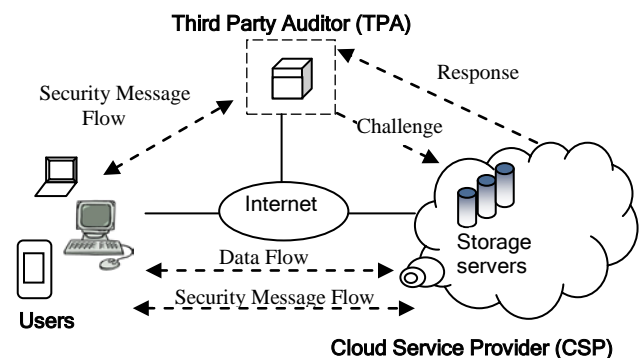 Third Party Auditor (TPA)
Response
Security Message
Flow
Challenge
Internet
Storage
servers
Data Flow
Security Message Flow
Users
Cloud Service Provider (CSP)